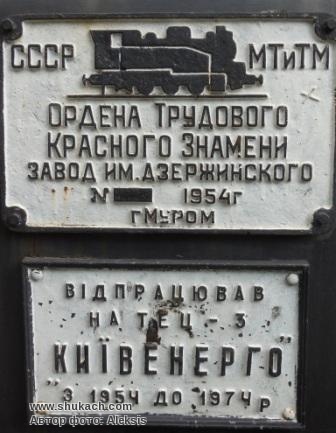 СССР МТиТМ
ОРДЕНА ТРУДОВОГО
КРАСНОГО ЗНАМЕНИ
ЗАВОД ИМ. ДЗЕРЖИНСКОГО
№ 1954г
г МУРОМ
ВІДПРАЦЮВАВ
НА ТЕЦ - 3
"КИЇВЕНЕРГО"
"З 1954 ДО 1974 р
www.shukach.com
Автор фото: Aleksis